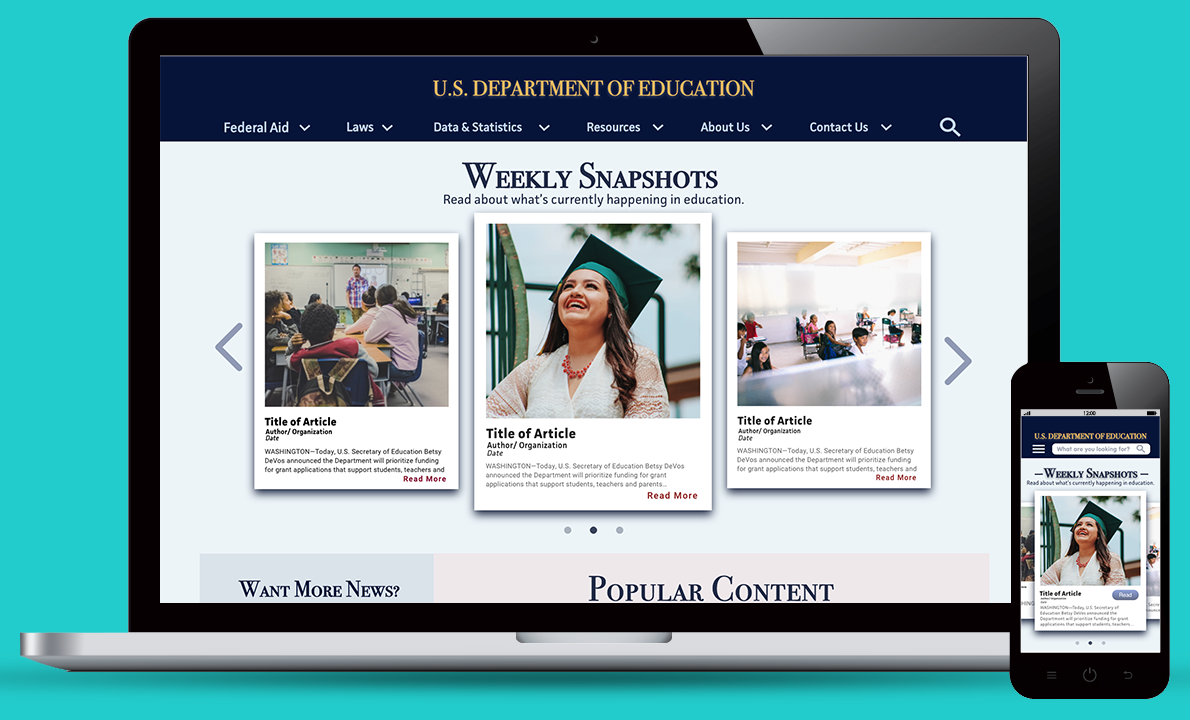 U.S. DEPARTMENT OF EDUCATION
Federal Aid Laws Data & Statistics Resources About Us Contact Us
WEEKLY SNAPSHOTS
Read about what's currently happening in education.
Title of Article
Author/ Organization
Date
WASHINGTON—Today, U.S. Secretary of Education Betsy
DeVos announced the Department will prioritize funding
for grant applications that support students, teachers and
Read More
Title of Article
Author/ Organization
Date
WASHINGTON—Today, U.S. Secretary of Education Betsy DeVos
announced the Department will prioritize funding for grant
applications that support students, teachers and parents...
Read More
Title of Article
Author/ Organization
Date
WASHINGTON—Today, U.S. Secretary of Education Betsy
DeVos announced the Department will prioritize funding
for grant applications that support students, teachers and
Read More
WANT MORE NEWS?
POPULAR CONTENT
12:00
U.S. DEPARTMENT OF EDUCATION
What are you looking for?
—WEEKLY SNAPSHOTS—
Read about what's currently happening in education.
Title of Article
Read
Author/ Organization
Date
WASHINGTON—Today, U.S. Secretary of
Education Betsy DeVos announced the
Department will prioritize funding for grant
applications that support students, teachers...